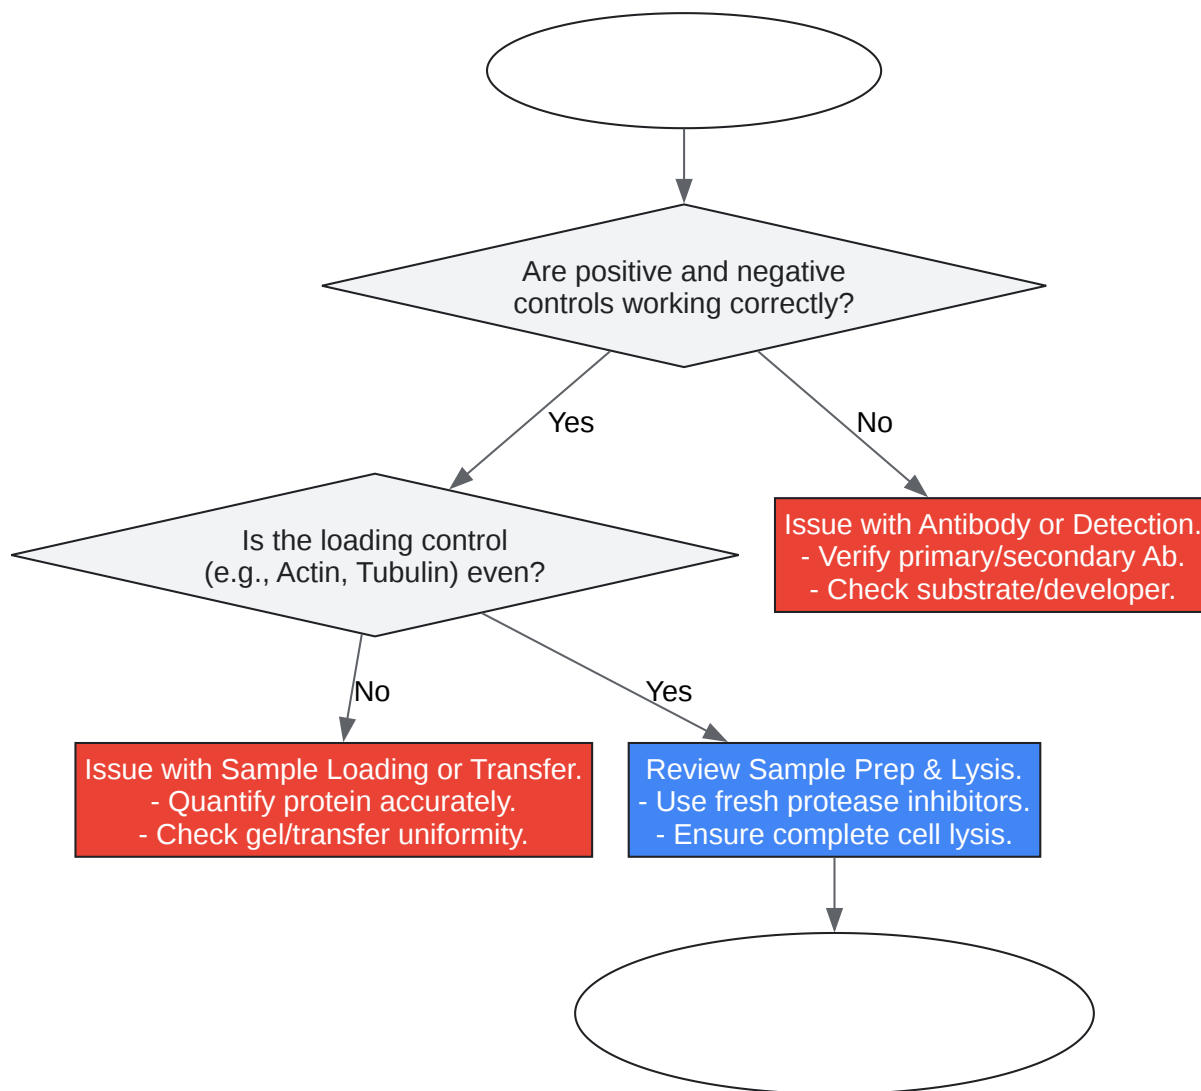 Are positive and negative
controls working correctly?
Yes
No
Is the loading control
(e.g., Actin, Tubulin) even?
Issue with Antibody or Detection.
- Verify primary/secondary Ab.
- Check substrate/developer.
No
Yes
Issue with Sample Loading or Transfer.
- Quantify protein accurately.
- Check gel/transfer uniformity.
Review Sample Prep & Lysis.
- Use fresh protease inhibitors.
- Ensure complete cell lysis.